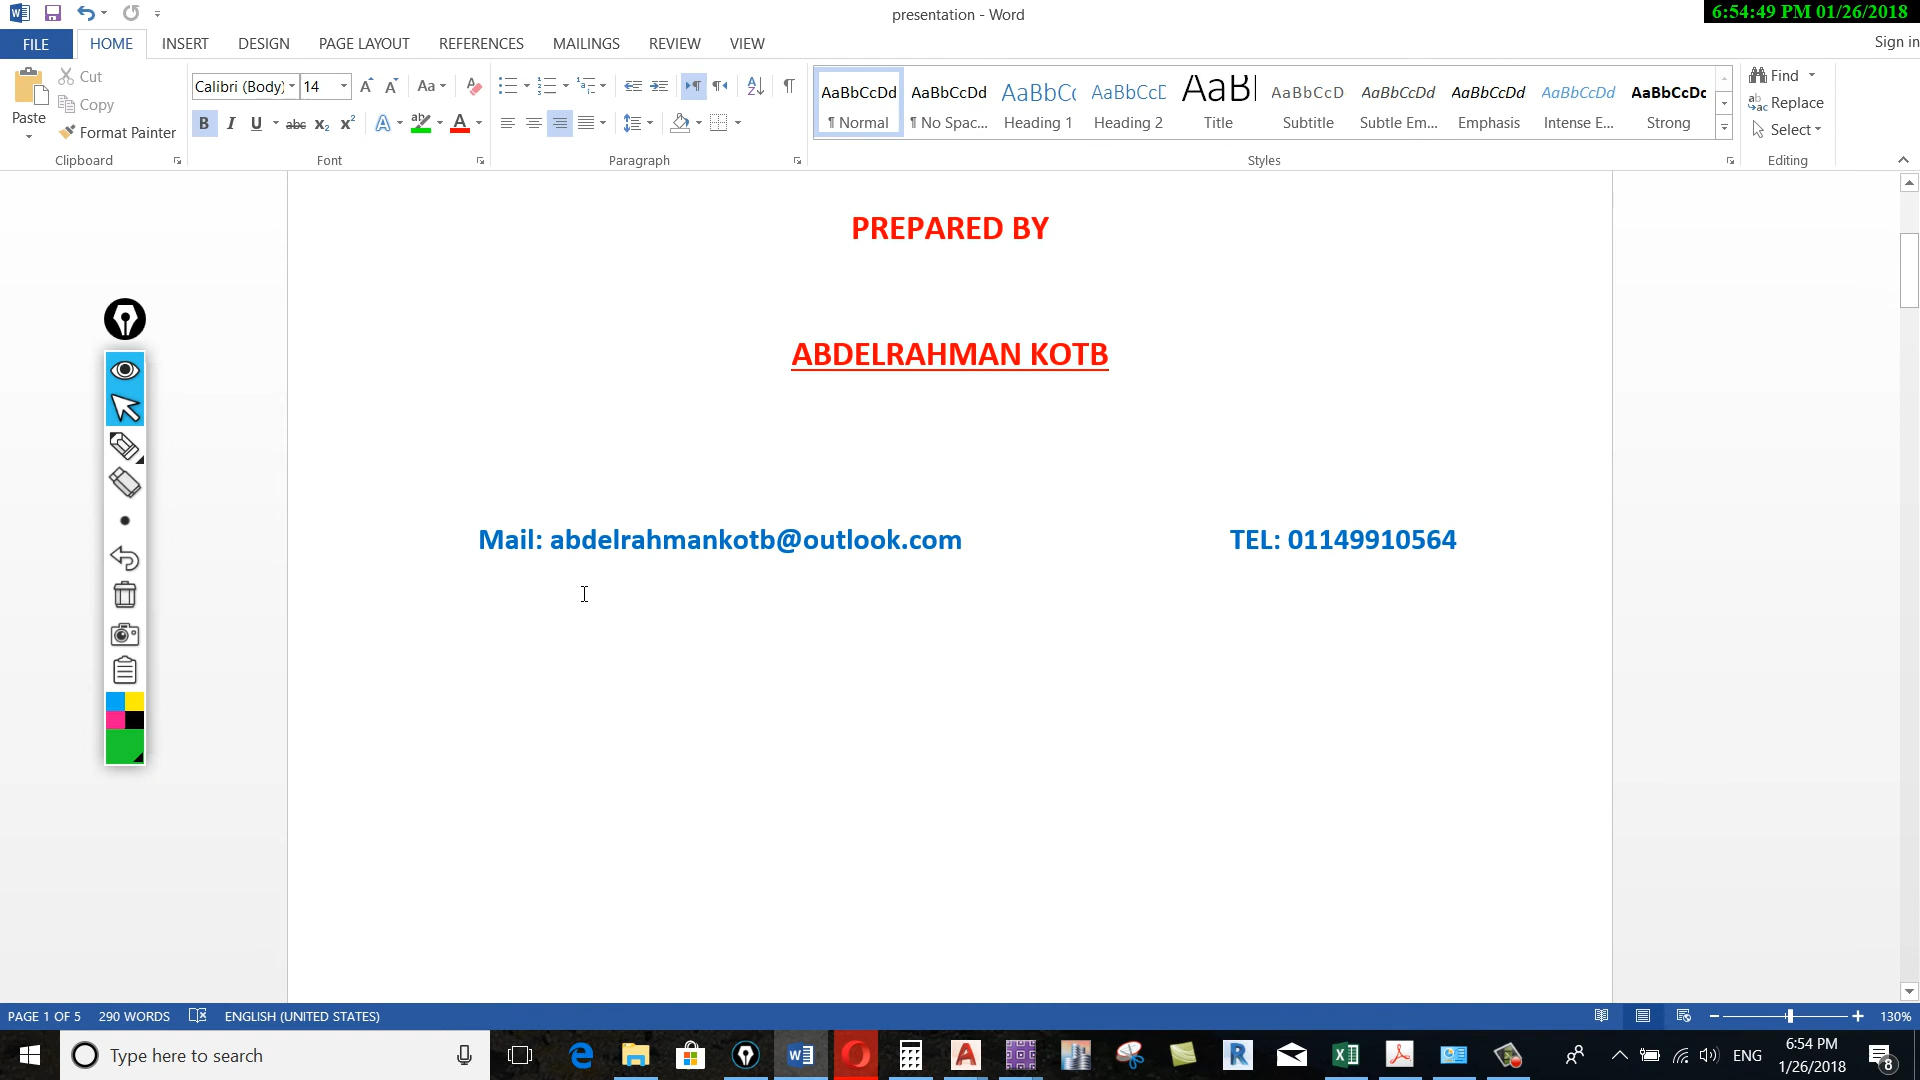 presentation - Word
6:54:49 PM 01/26/2018
FILE HOME INSERT DESIGN PAGE LAYOUT REFERENCES MAILINGS REVIEW VIEW
Sign in
Paste
Cut
Copy
Format Painter
Clipboard
Calibri (Body) 14
Font
Paragraph
AaBbCcDd AaBbCcDd AaBbCc AaBbCcD AaB AaBbCcD AaBbCcDd AaBbCcDd AaBbCcDd AaBbCcDc
¶ Normal ¶ No Spac... Heading 1 Heading 2 Title Subtitle Subtle Em... Emphasis Intense E... Strong
Styles
Find
Replace
Select
Editing
PREPARED BY
ABDELRAHMAN KOTB
Mail: abdelrahmankotb@outlook.com TEL: 01149910564
PAGE 1 OF 5 290 WORDS ENGLISH (UNITED STATES) 130%
Type here to search
ENG
6:54 PM
1/26/2018
8